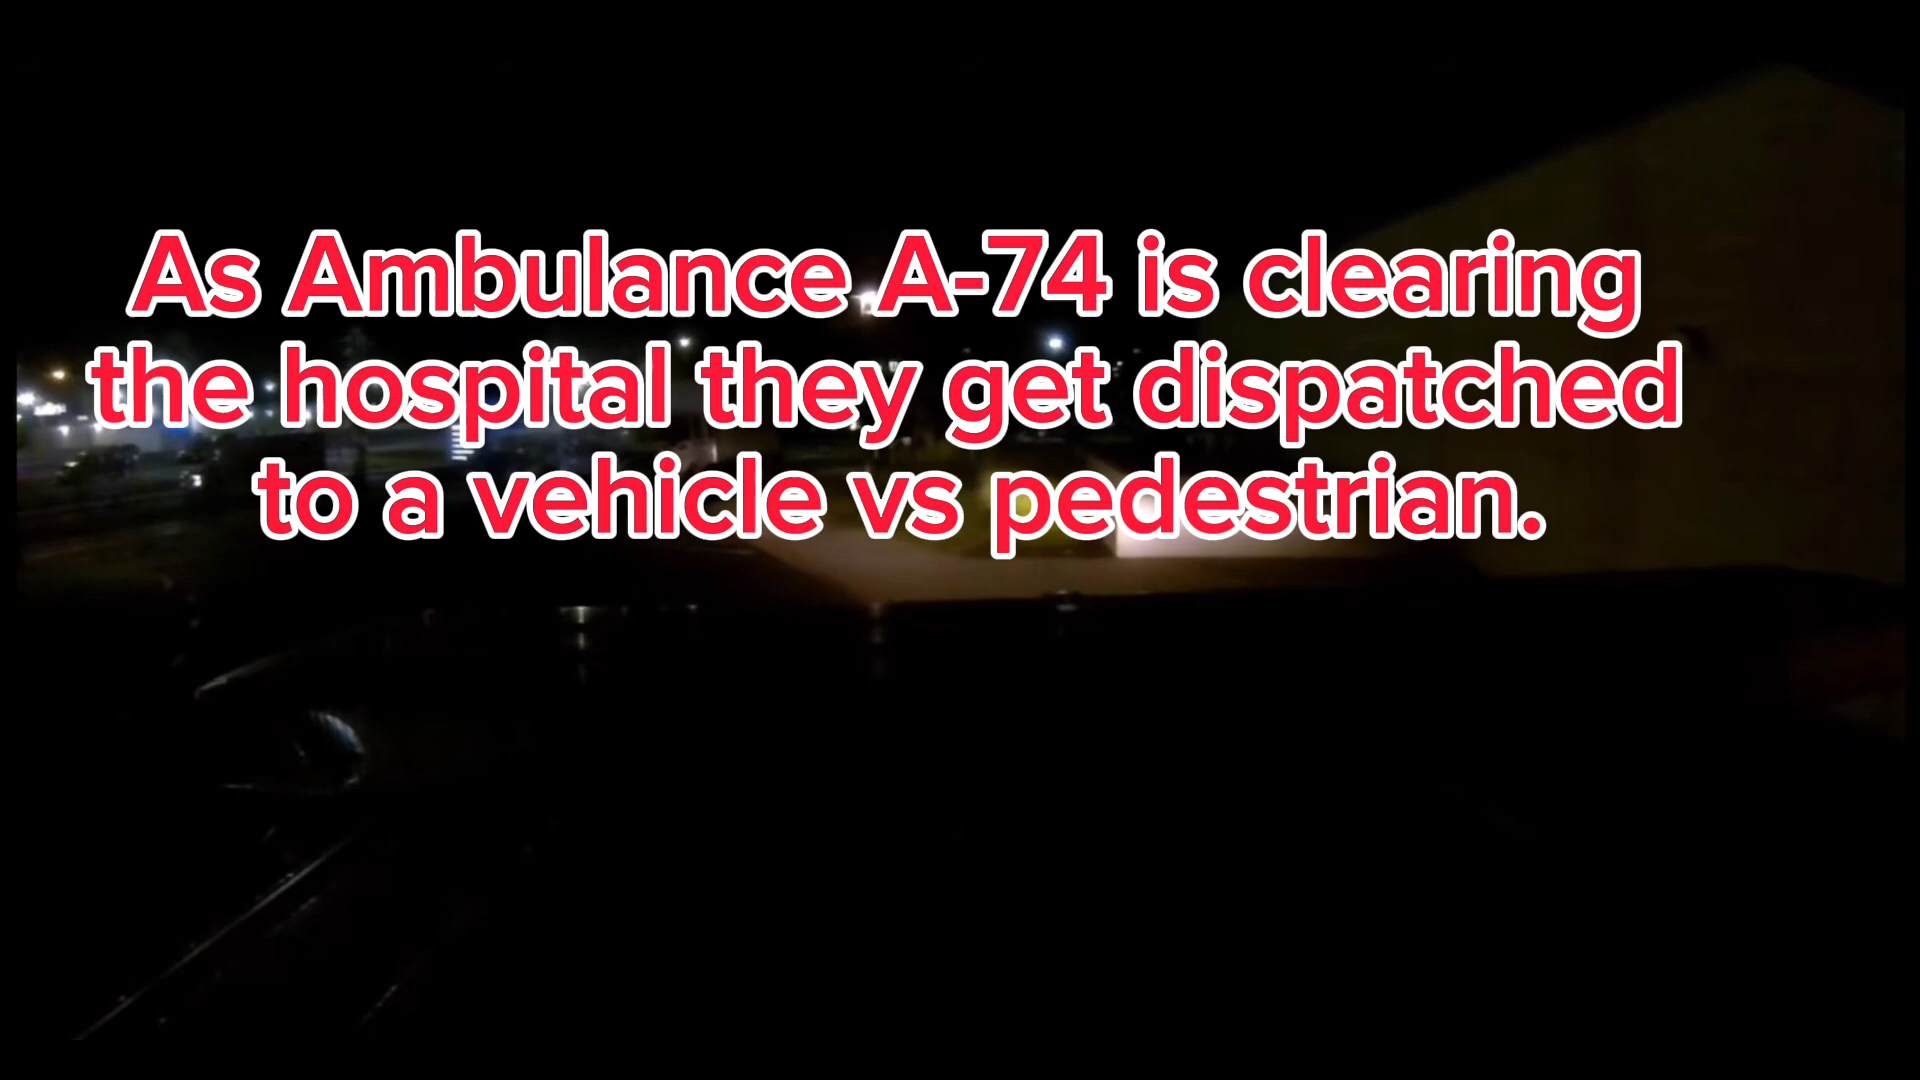 As Ambulance A-74 is clearing
the hospital they get dispatched
to a vehicle vs pedestrian.